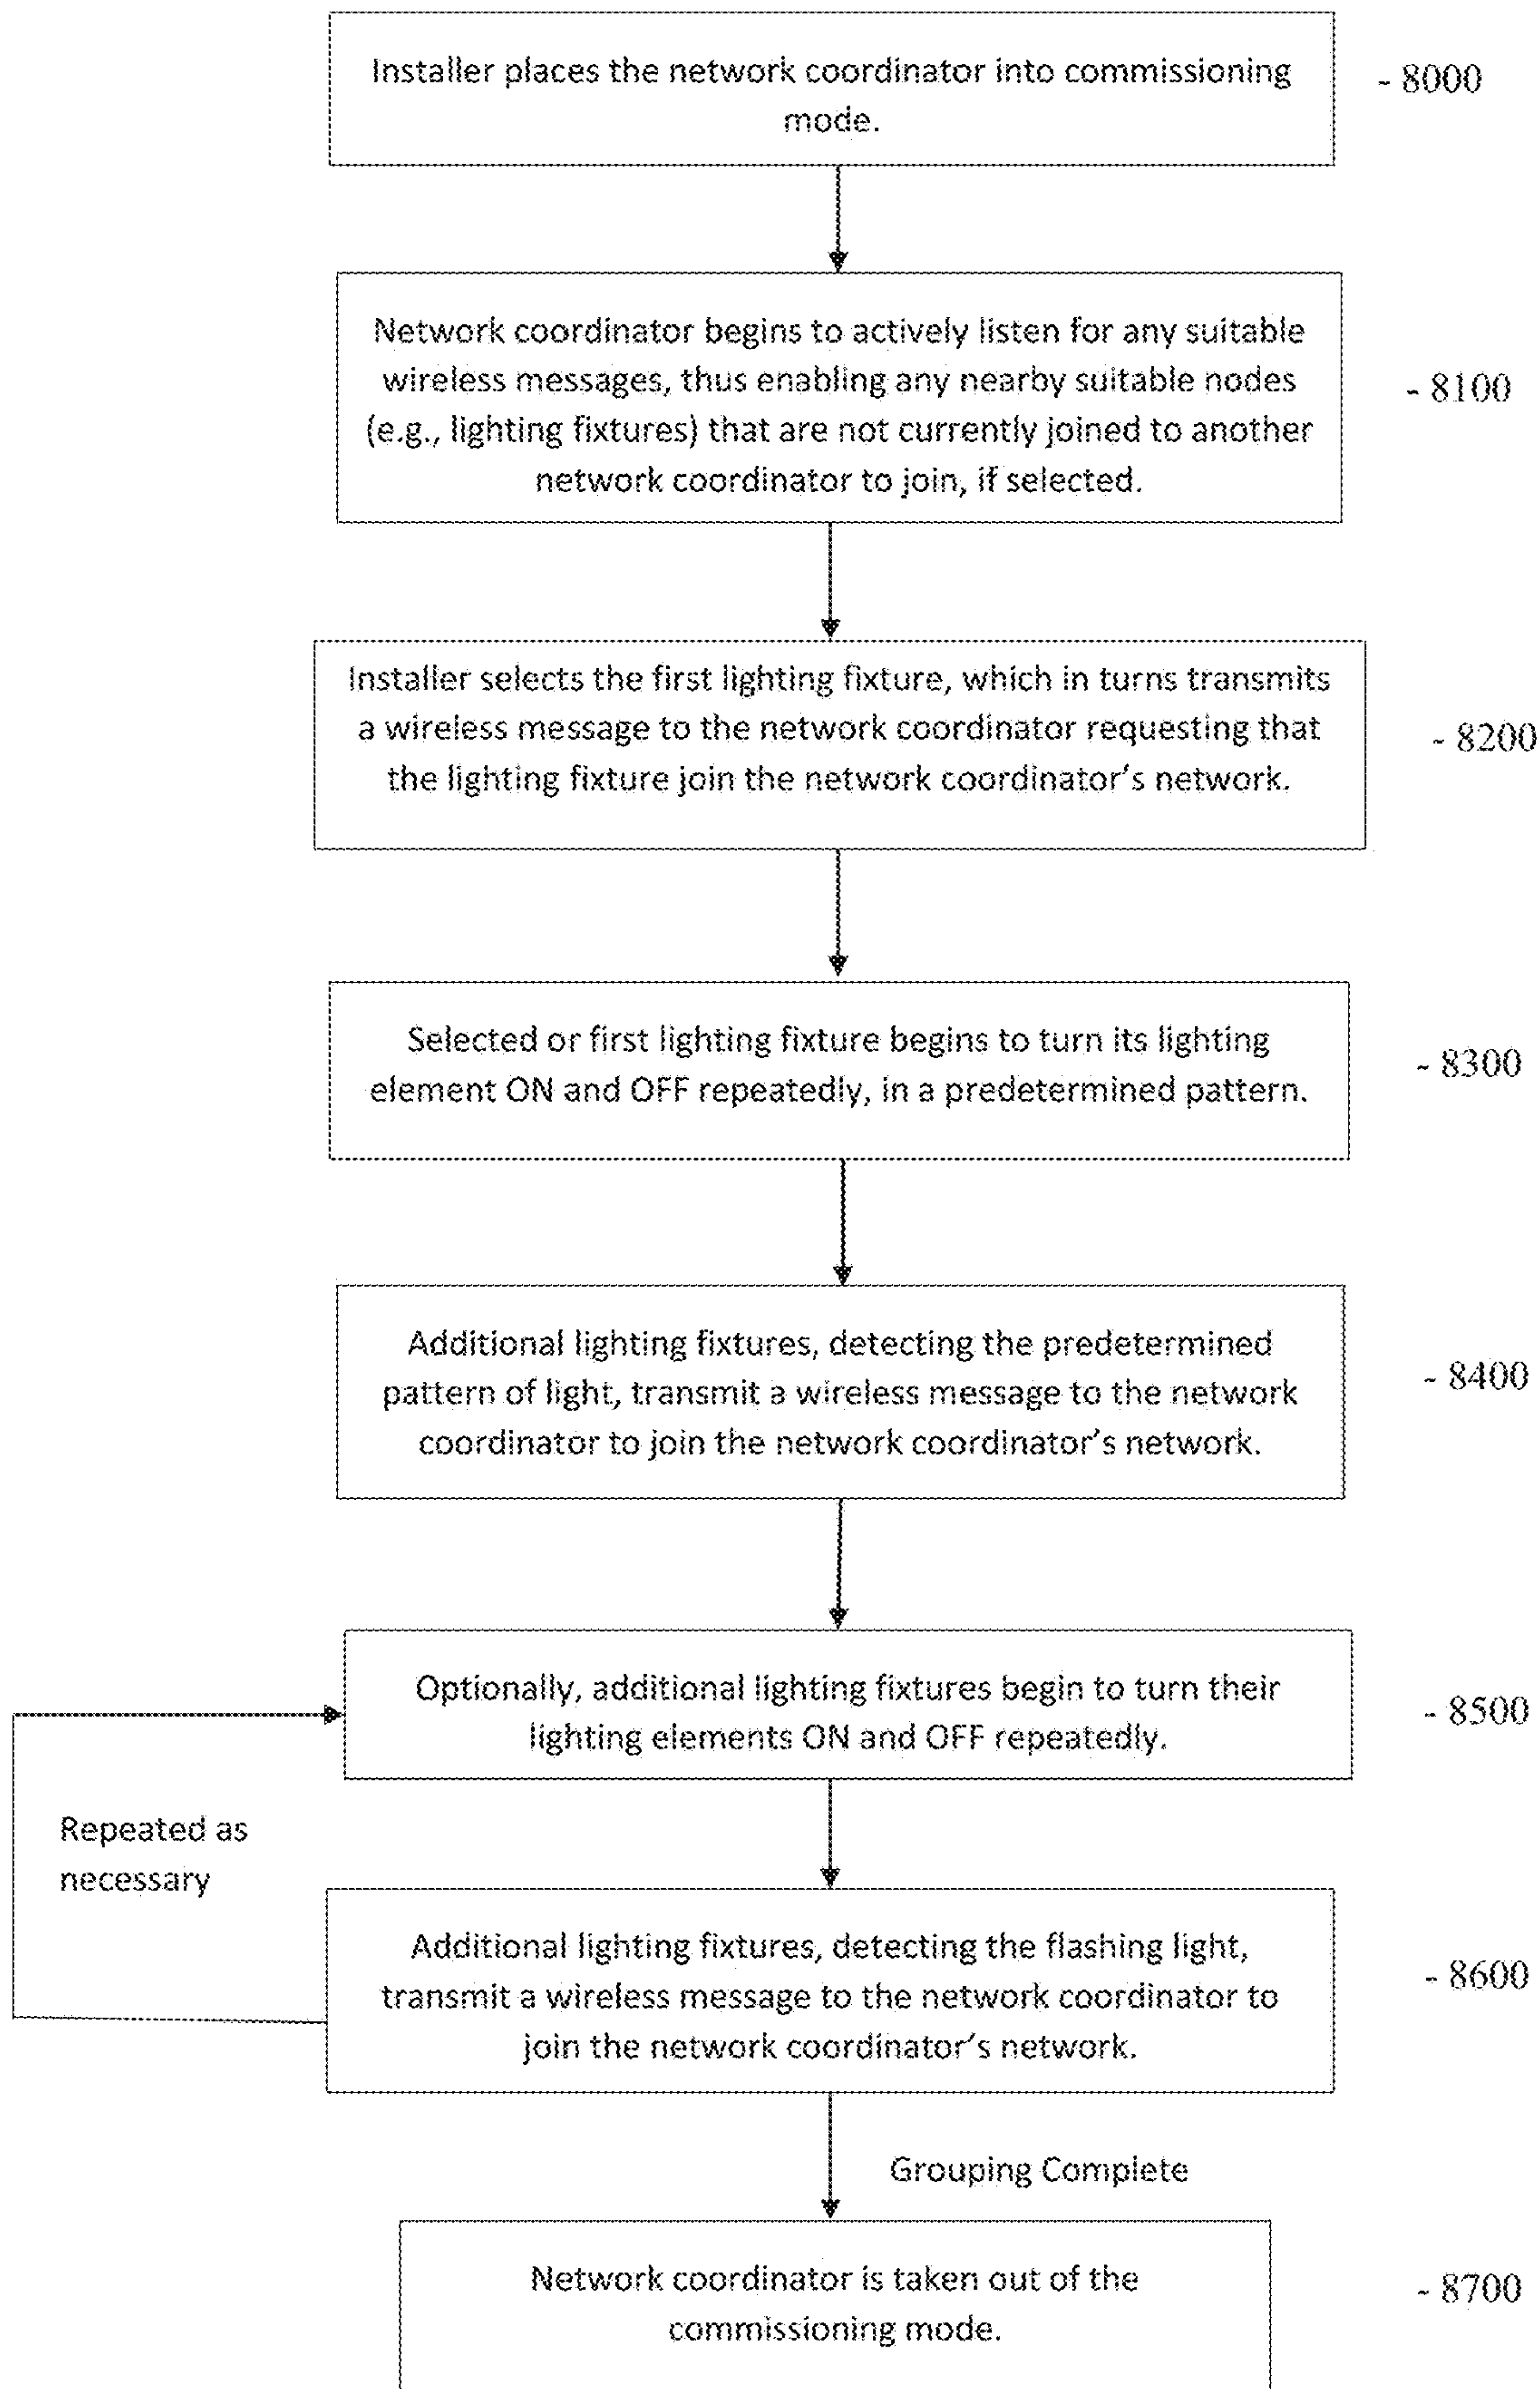 Installer places the network coordinator into commissioning
mode.
- 8000
Network coordinator begins to actively listen for any suitable
wireless messages, thus enabling any nearby suitable nodes
(e.g., lighting fixtures) that are not currently joined to another
network coordinator to join, if selected.
- 8100
Installer selects the first lighting fixture, which in turns transmits
a wireless message to the network coordinator requesting that
the lighting fixture join the network coordinator's network.
- 8200
Selected or first lighting fixture begins to turn its lighting
element ON and OFF repeatedly, in a predetermined pattern.
- 8300
Additional lighting fixtures, detecting the predetermined
pattern of light, transmit a wireless message to the network
coordinator to join the network coordinator's network.
- 8400
Optionally, additional lighting fixtures begin to turn their
lighting elements ON and OFF repeatedly.
- 8500
Repeated as
necessary
Additional lighting fixtures, detecting the flashing light,
transmit a wireless message to the network coordinator to
join the network coordinator's network.
- 8600
Grouping Complete
Network coordinator is taken out of the
commissioning mode.
- 8700